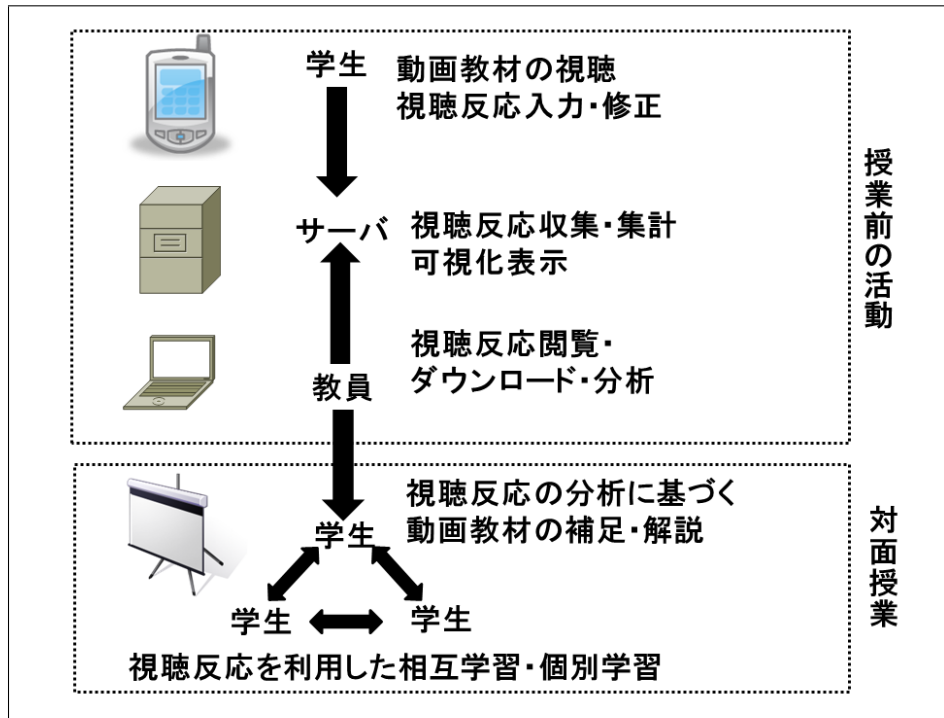 学生
動画教材の視聴
視聴反応入力・修正
サーバ
視聴反応収集・集計
可視化表示
視聴反応閲覧・
ダウンロード・分析
教員
授業前の活動
視聴反応の分析に基づく
動画教材の補足・解説
学生
学生
学生
視聴反応を利用した相互学習・個別学習
対面授業